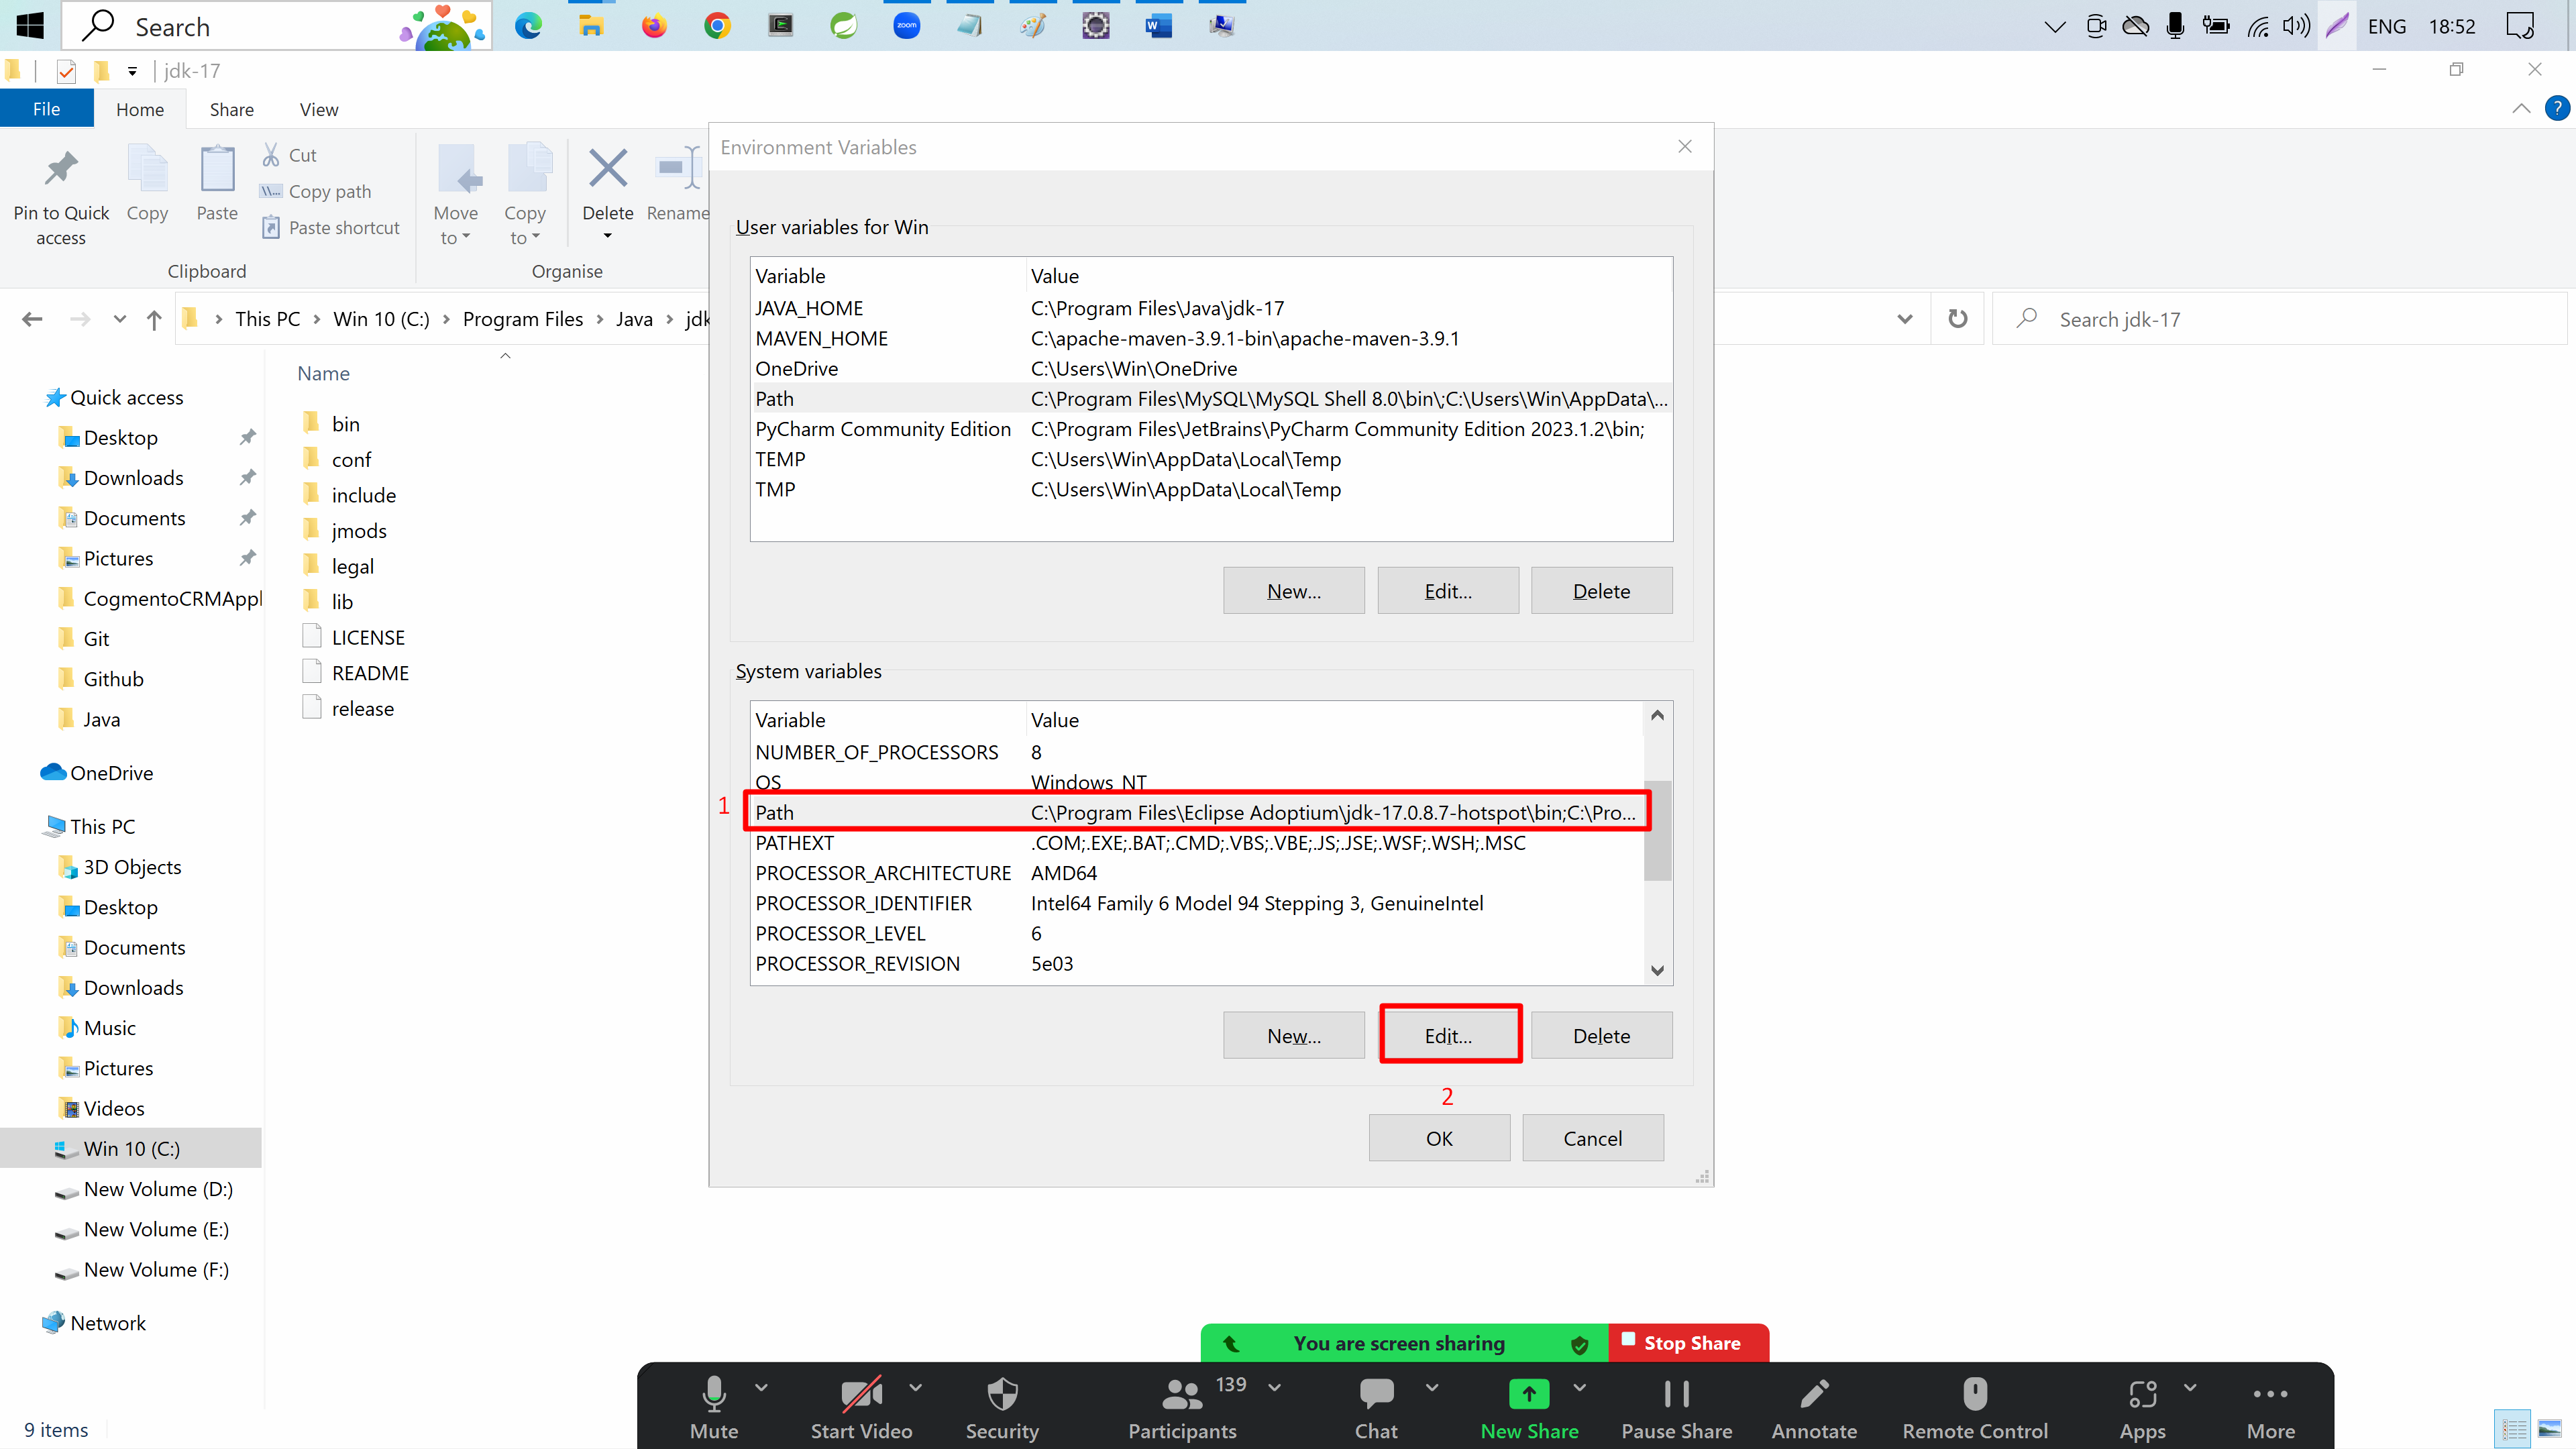 Search
ENG 18:52
jdk-17
File Home Share View
Pin to Quick access
Copy
Paste
Cut
Copy path
Paste shortcut
Clipboard
Move to
Copy to
Delete
Rename
Organise
This PC Win 10 (C:) Program Files Java jdk
Search jdk-17
Quick access
Desktop
Downloads
Documents
Pictures
CogmentoCRMAppl
Git
Github
Java
OneDrive
This PC
3D Objects
Desktop
Documents
Downloads
Music
Pictures
Videos
Win 10 (C:)
New Volume (D:)
New Volume (E:)
New Volume (F:)
Network
9 items
Name
bin
conf
include
jmods
legal
lib
LICENSE
README
release
Environment Variables
User variables for Win
Variable Value
JAVA_HOME C:\Program Files\Java\jdk-17
MAVEN_HOME C:\apache-maven-3.9.1-bin\apache-maven-3.9.1
OneDrive C:\Users\Win\OneDrive
Path C:\Program Files\MySQL\MySQL Shell 8.0\bin\;C:\Users\Win\AppData\...
PyCharm Community Edition C:\Program Files\JetBrains\PyCharm Community Edition 2023.1.2\bin;
TEMP C:\Users\Win\AppData\Local\Temp
TMP C:\Users\Win\AppData\Local\Temp
New... Edit... Delete
System variables
Variable Value
NUMBER_OF_PROCESSORS 8
OS Windows_NT
1 Path C:\Program Files\Eclipse Adoptium\jdk-17.0.8.7-hotspot\bin;C:\Pro...
PATHEXT .COM;.EXE;.BAT;.CMD;.VBS;.VBE;.JS;.JSE;.WSF;.WSH;.MSC
PROCESSOR_ARCHITECTURE AMD64
PROCESSOR_IDENTIFIER Intel64 Family 6 Model 94 Stepping 3, GenuineIntel
PROCESSOR_LEVEL 6
PROCESSOR_REVISION 5e03
New... Edit... Delete
2
OK Cancel
You are screen sharing Stop Share
139
Mute Start Video Security Participants Chat New Share Pause Share Annotate Remote Control Apps More